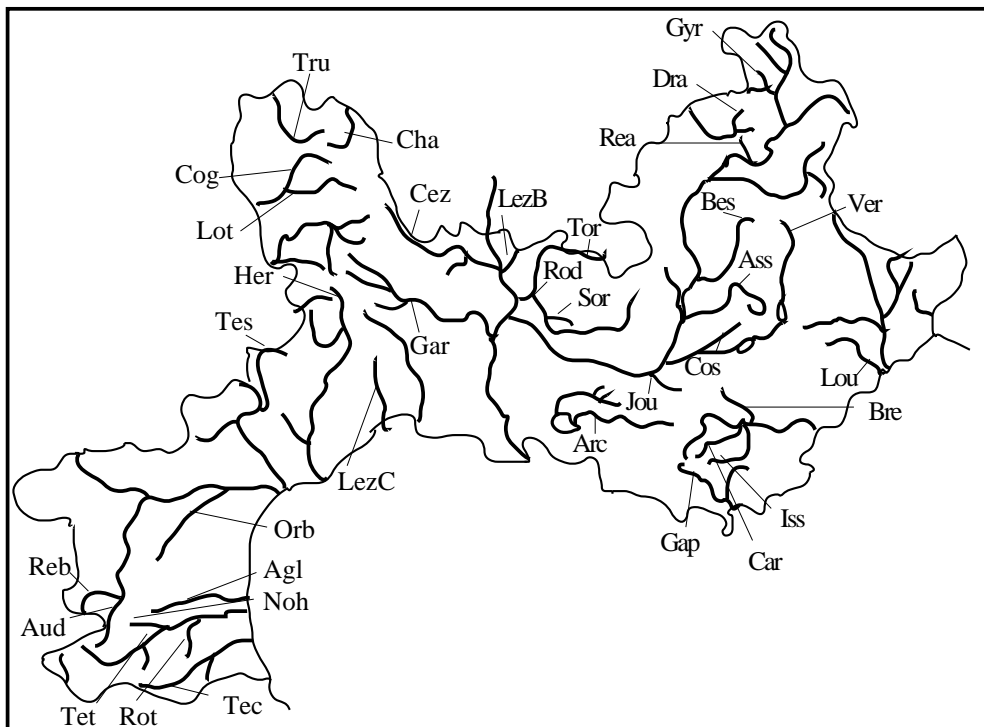 Gyr
Tru
Dra
Cha
Rea
Cog
Cez
LezB
Bes
Ver
Lot
Tor
Ass
Her
Rod
Sor
Tes
Gar
Cos
Lou
Jou
Bre
Arc
LezC
Iss
Orb
Gap
Car
Reb
Agl
Noh
Aud
Tec
Tet
Rot